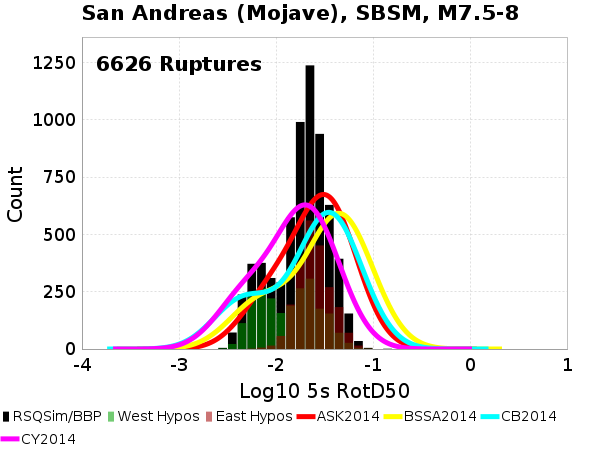 San Andreas (Mojave), SBSM, M7.5-8
6626 Ruptures
Count
1250
1000
750
500
250
0
-4 -3 -2 -1 0 1
Log10 5s RotD50
RSQSim/BBP West Hypos East Hypos ASK2014 BSSA2014 CB2014
CY2014